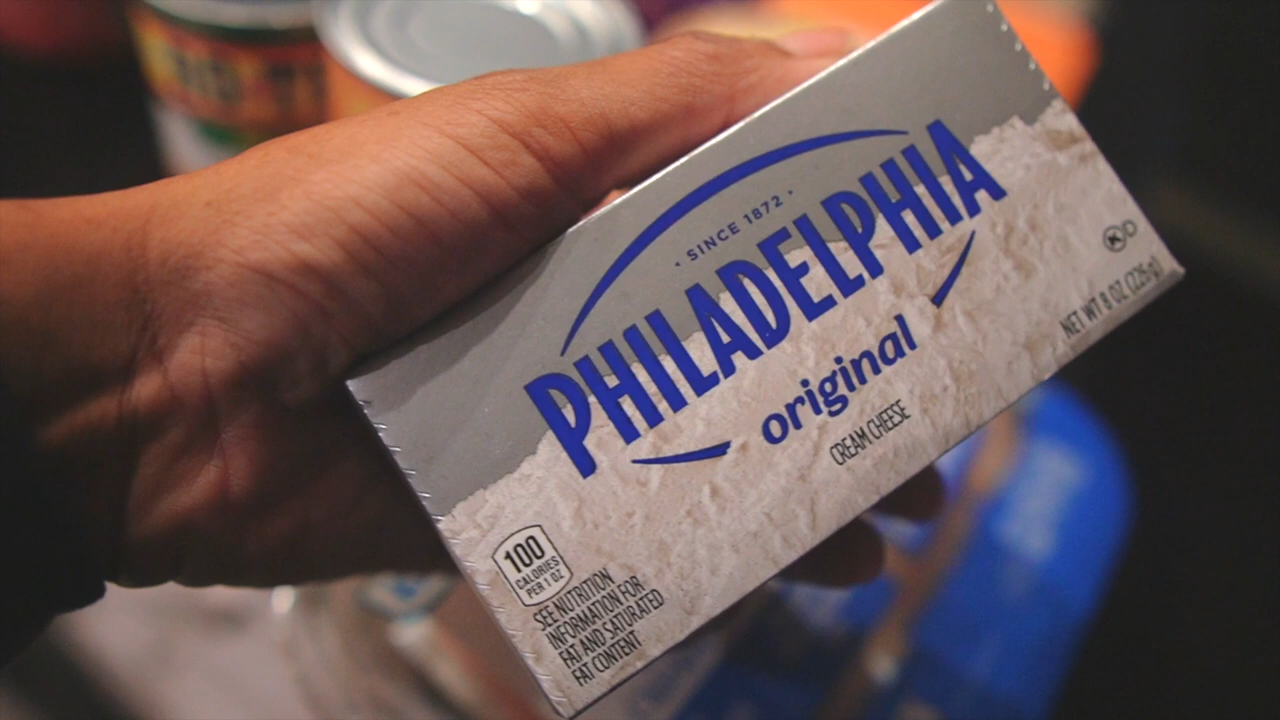 · SINCE 1872 ·
PHILADELPHIA
original
CREAM CHEESE
K D
NET WT 8 OZ (226 g)
100
CALORIES
PER 1 OZ
SEE NUTRITION
INFORMATION FOR
FAT AND SATURATED
FAT CONTENT